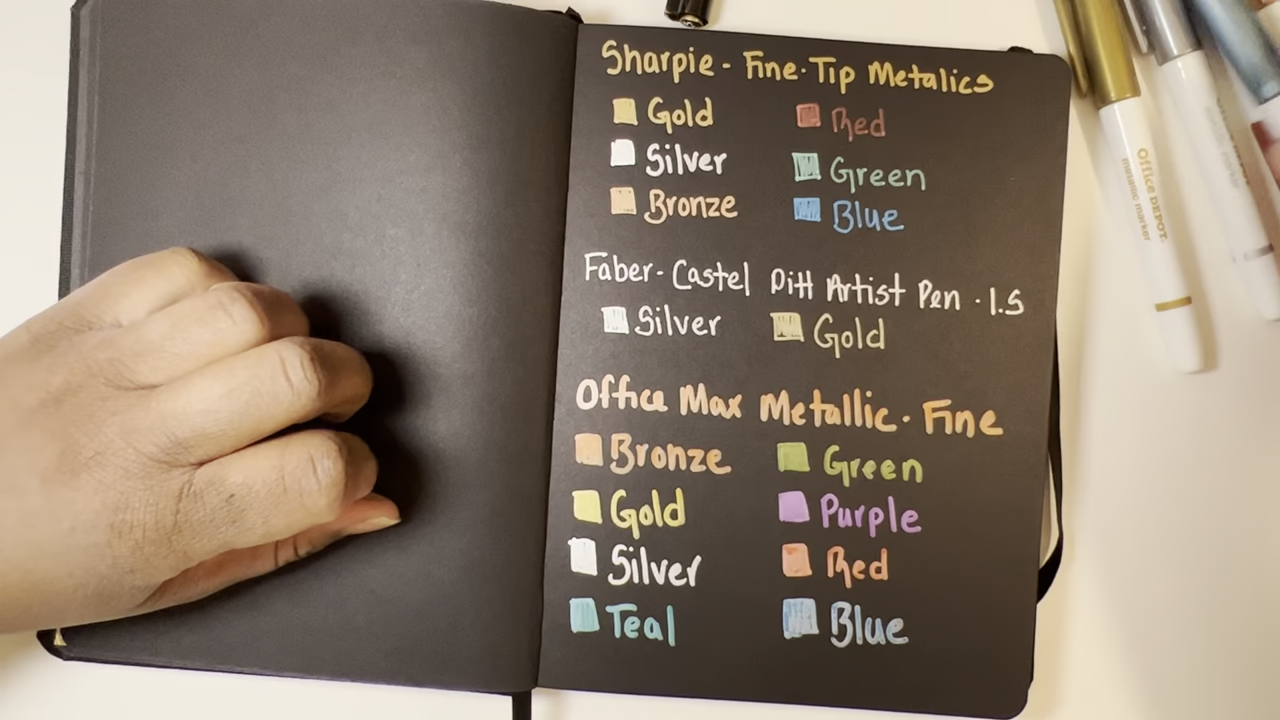 Sharpie - Fine-Tip Metalics
Gold Red
Silver Green
Bronze Blue
Faber-Castel Pitt Artist Pen - 1.5
Silver Gold
Office Max Metallic - Fine
Bronze Green
Gold Purple
Silver Red
Teal Blue
Office DEPOT
metallic marker